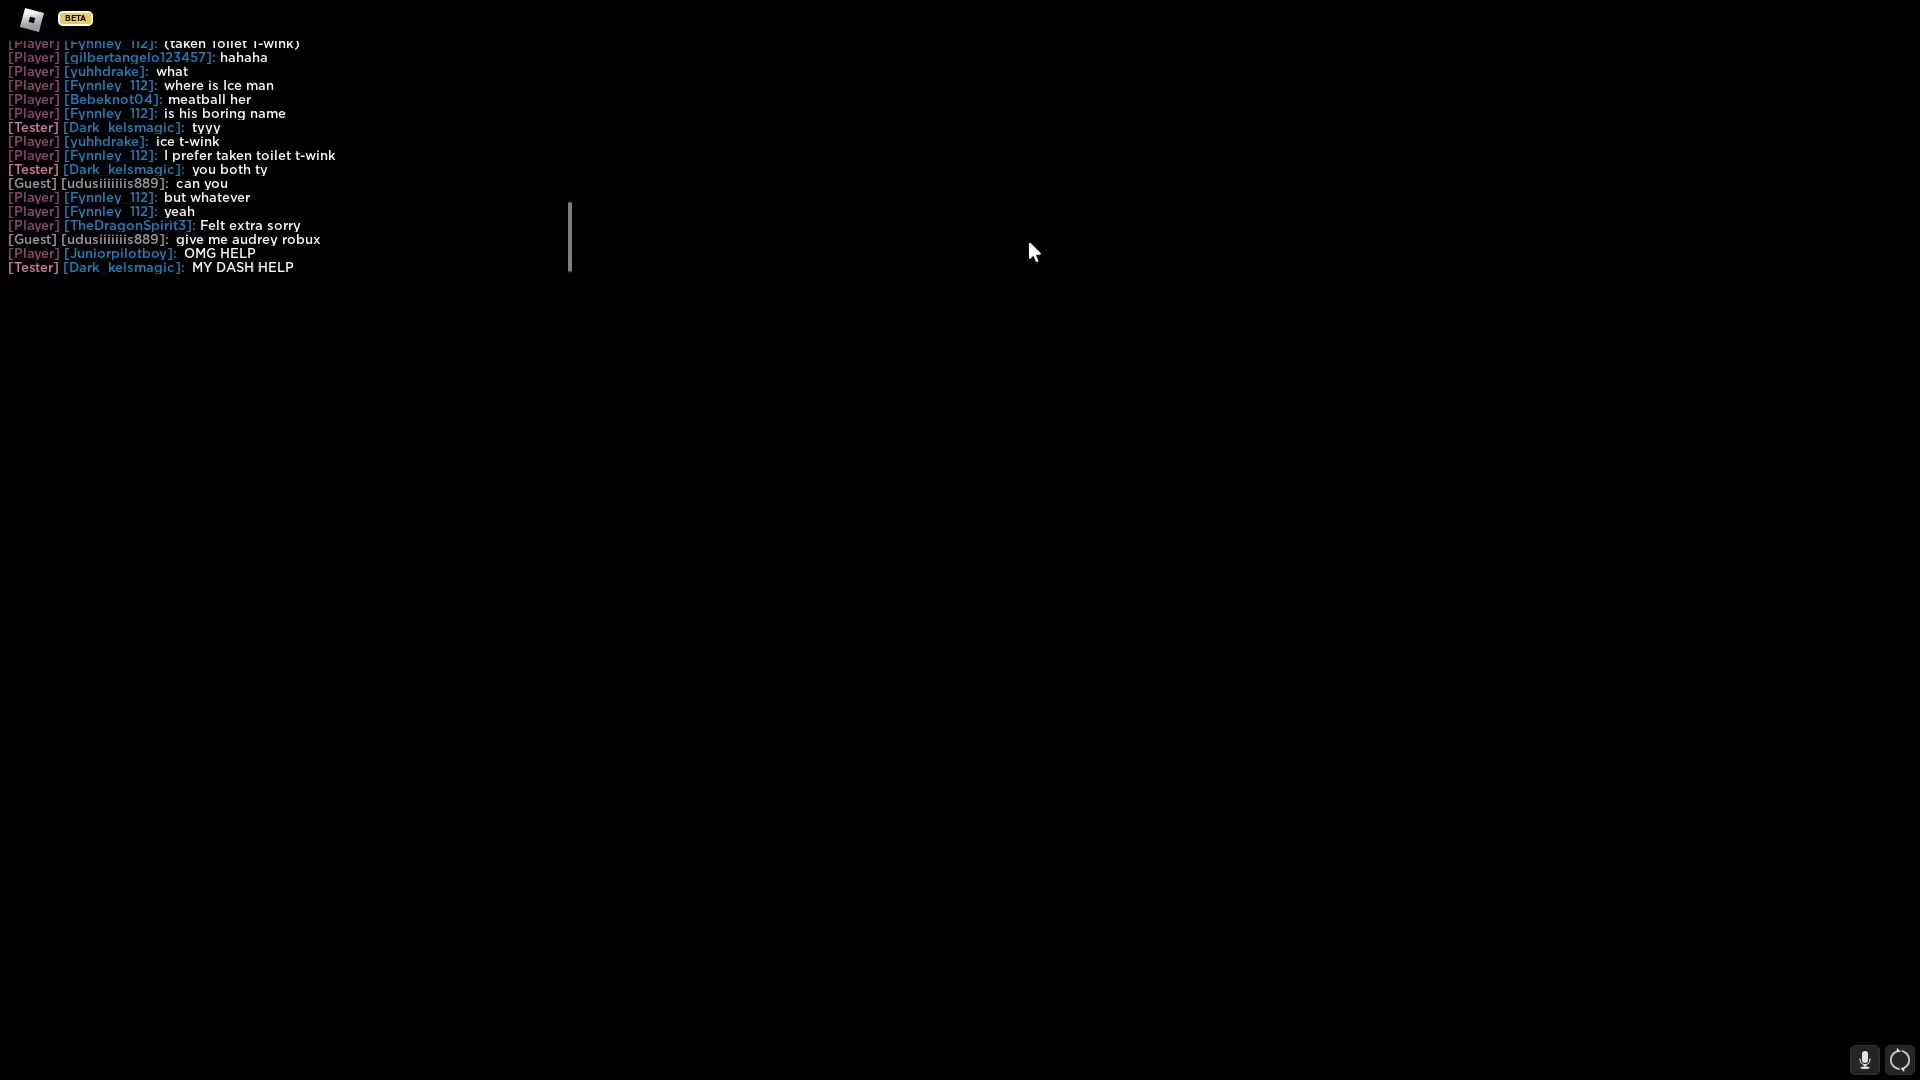 BETA
[Player] [Fynnley_112]: (taken Toilet T-wink)
[Player] [gilbertangelo123457]: hahaha
[Player] [yuhhdrake]: what
[Player] [Fynnley_112]: where is Ice man
[Player] [Bebeknot04]: meatball her
[Player] [Fynnley_112]: is his boring name
[Tester] [Dark_kelsmagic]: tyyy
[Player] [yuhhdrake]: ice t-wink
[Player] [Fynnley_112]: I prefer taken toilet t-wink
[Tester] [Dark_kelsmagic]: you both ty
[Guest] [udusiiiiiiis889]: can you
[Player] [Fynnley_112]: but whatever
[Player] [Fynnley_112]: yeah
[Player] [TheDragonSpirit3]: Felt extra sorry
[Guest] [udusiiiiiiis889]: give me audrey robux
[Player] [Juniorpilotboy]: OMG HELP
[Tester] [Dark_kelsmagic]: MY DASH HELP